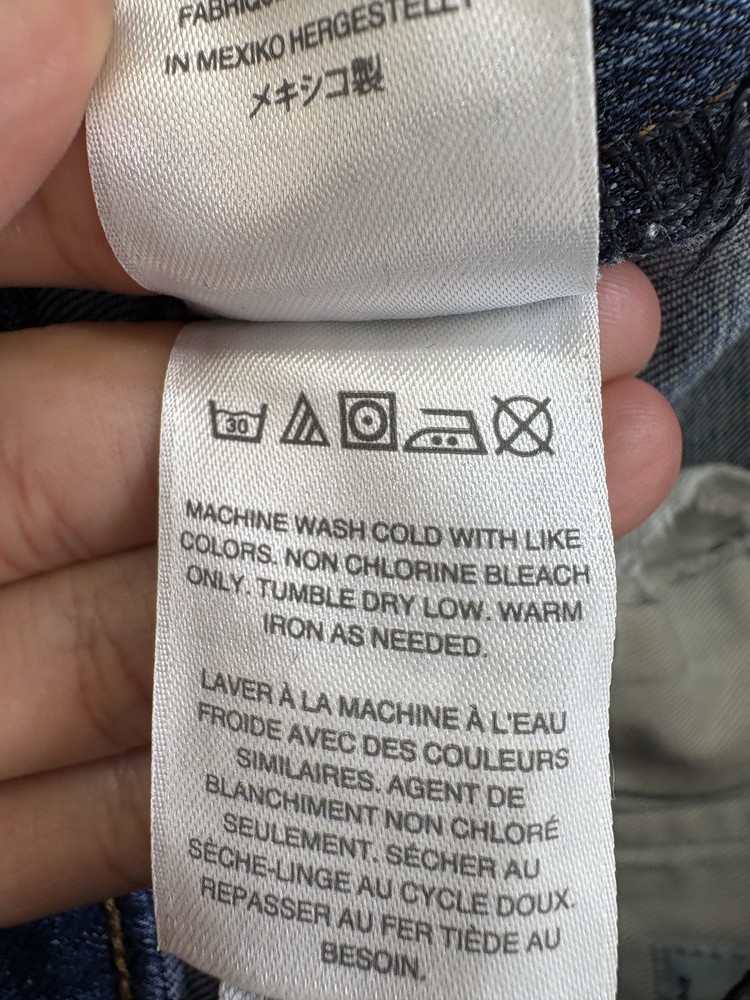 IN MEXIKO HERGESTELLT
メキシコ製
30
MACHINE WASH COLD WITH LIKE
COLORS. NON CHLORINE BLEACH
ONLY. TUMBLE DRY LOW. WARM
IRON AS NEEDED.
LAVER À LA MACHINE À L'EAU
FROIDE AVEC DES COULEURS
SIMILAIRES. AGENT DE
BLANCHIMENT NON CHLORÉ
SEULEMENT. SÉCHER AU
SÈCHE-LINGE AU CYCLE DOUX.
REPASSER AU FER TIÈDE AU
BESOIN.